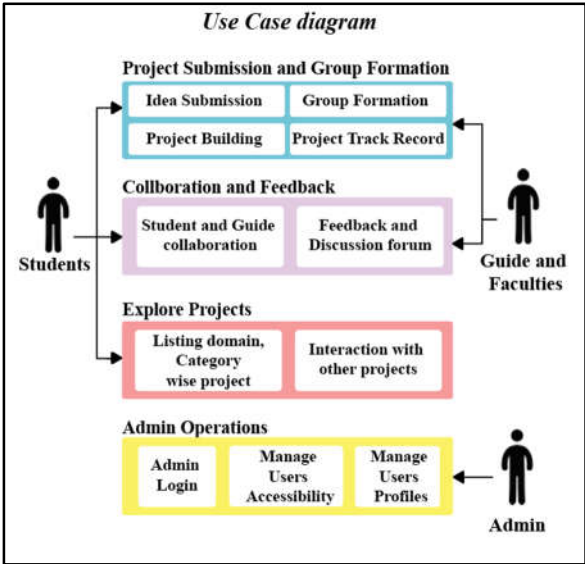 Use Case diagram
Project Submission and Group Formation
Idea Submission
Group Formation
Project Building
Project Track Record
Collboration and Feedback
Student and Guide
collaboration
Feedback and
Discussion forum
Students
Guide and
Faculties
Explore Projects
Listing domain,
Category
wise project
Interaction with
other projects
Admin Operations
Admin
Login
Manage
Users
Accessibility
Manage
Users
Profiles
Admin